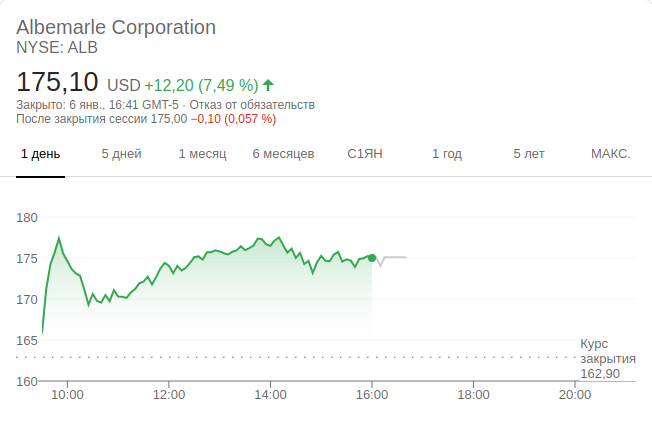 Albemarle Corporation
NYSE: ALB
175,10 USD +12,20 (7,49 %)
Закрыто: 6 янв., 16:41 GMT-5 · Отказ от обязательств
После закрытия сессии 175,00 −0,10 (0,057 %)
1 день 5 дней 1 месяц 6 месяцев С1ЯН 1 год 5 лет МАКС.
180
175
170
165
Курс
закрытия
162,90
160
10:00 12:00 14:00 16:00 18:00 20:00